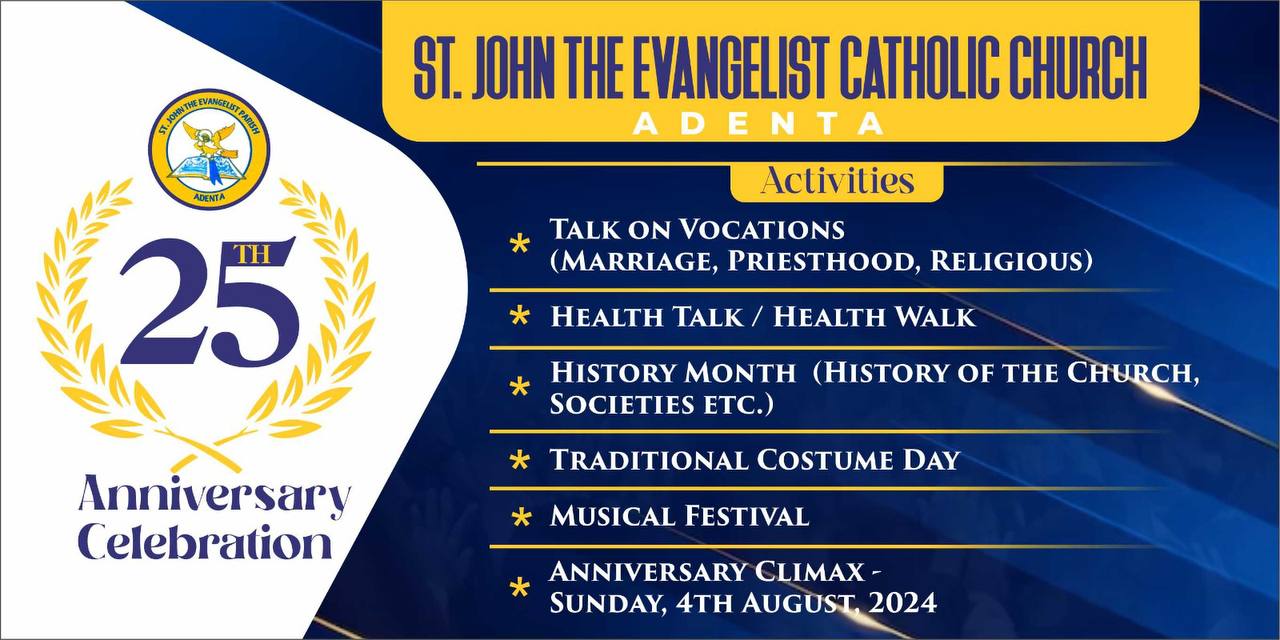 ST. JOHN THE EVANGELIST CATHOLIC CHURCH
ADENTA
ST. JOHN THE EVANGELIST PARISH
ADENTA
25TH
Anniversary
Celebration
Activities
* TALK ON VOCATIONS
(MARRIAGE, PRIESTHOOD, RELIGIOUS)
* HEALTH TALK / HEALTH WALK
* HISTORY MONTH (HISTORY OF THE CHURCH,
SOCIETIES ETC.)
* TRADITIONAL COSTUME DAY
* MUSICAL FESTIVAL
* ANNIVERSARY CLIMAX -
SUNDAY, 4TH AUGUST, 2024